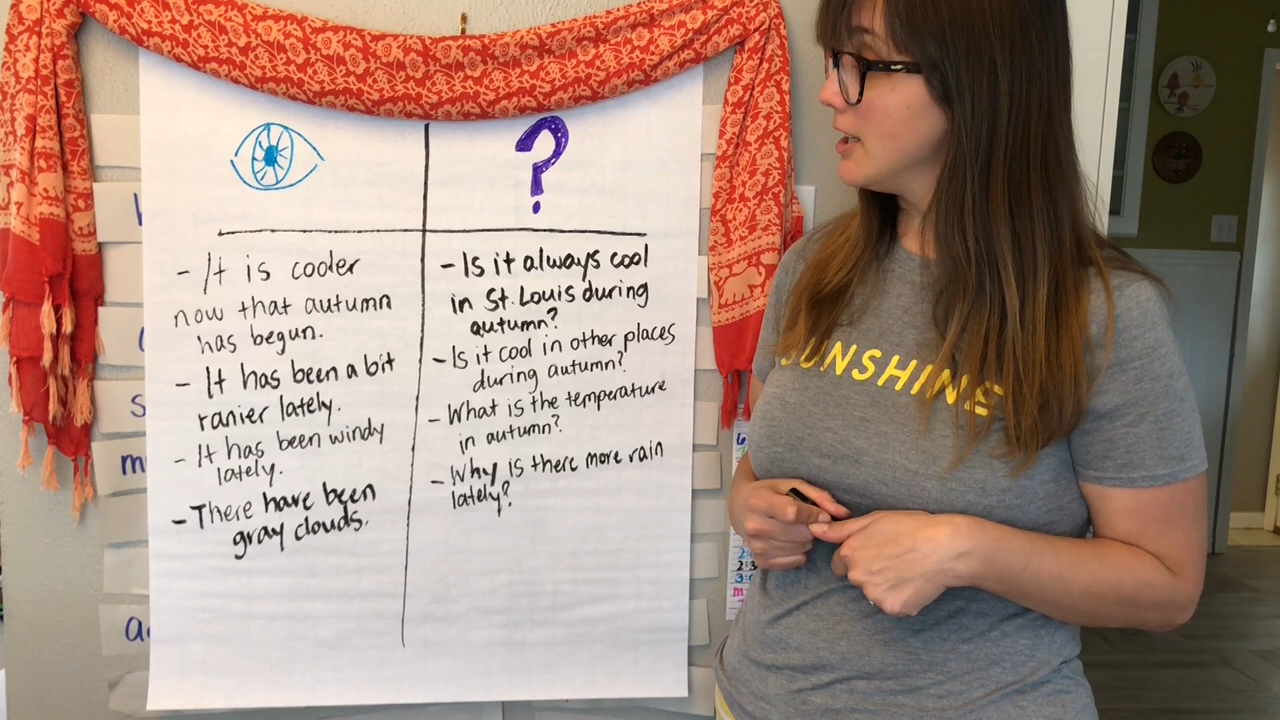 ?
- It is cooler
now that autumn
has begun.
- It has been a bit
ranier lately.
- It has been windy
lately.
- There have been
gray clouds.
- Is it always cool
in St. Louis during
autumn?
- Is it cool in other places
during autumn?
- What is the temperature
in autumn?
- Why is there more rain
lately?
SUNSHINE